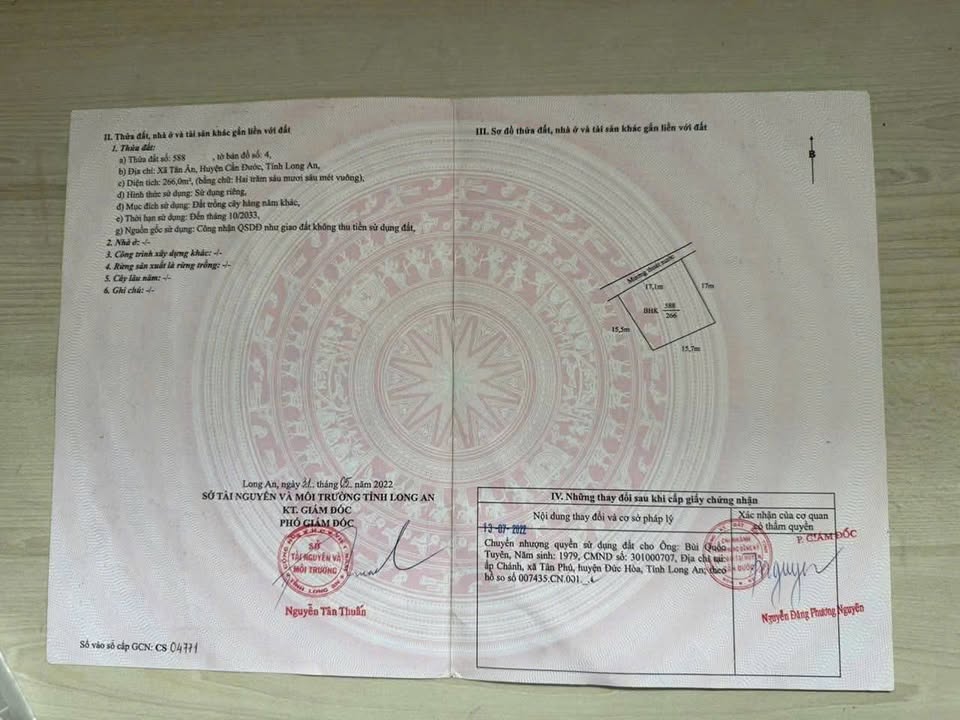 II. Thửa đất, nhà ở và tài sản khác gắn liền với đất
1. Thửa đất:
a) Thửa đất số: 588 , tờ bản đồ số: 4,
b) Địa chỉ: Xã Tân Ân, Huyện Cần Đước, Tỉnh Long An,
c) Diện tích: 266,0m², (bằng chữ: Hai trăm sáu mươi sáu mét vuông),
d) Hình thức sử dụng: Sử dụng riêng,
đ) Mục đích sử dụng: Đất trồng cây hàng năm khác,
e) Thời hạn sử dụng: Đến tháng 10/2033,
g) Nguồn gốc sử dụng: Công nhận QSDĐ như giao đất không thu tiền sử dụng đất,
2. Nhà ở: -/-
3. Công trình xây dựng khác: -/-
4. Rừng sản xuất là rừng trồng: -/-
5. Cây lâu năm: -/-
6. Ghi chú: -/-
Long An, ngày tháng năm 2022
SỞ TÀI NGUYÊN VÀ MÔI TRƯỜNG TỈNH LONG AN
KT. GIÁM ĐỐC
PHÓ GIÁM ĐỐC
SỞ
TÀI NGUYÊN VÀ
MÔI TRƯỜNG
Nguyễn Tân Thuấn
Số vào sổ cấp GCN: CS 04771
III. Sơ đồ thửa đất, nhà ở và tài sản khác gắn liền với đất
B
Mương thoát nước
17,1m
17m
BHK 588
266
15,5m
15,7m
IV. Những thay đổi sau khi cấp giấy chứng nhận
Nội dung thay đổi và cơ sở pháp lý
Xác nhận của cơ quan
có thẩm quyền
13-07-2022
Chuyển nhượng quyền sử dụng đất cho Ông: Bùi Quốc
Tuyên, Năm sinh: 1979, CMND số: 301000707, Địa chỉ tại
ấp Chánh, xã Tân Phú, huyện Đức Hòa, Tỉnh Long An, theo
hồ sơ số 007435.CN.001.
P. GIÁM ĐỐC
Nguyễn Đặng Phương Nguyên